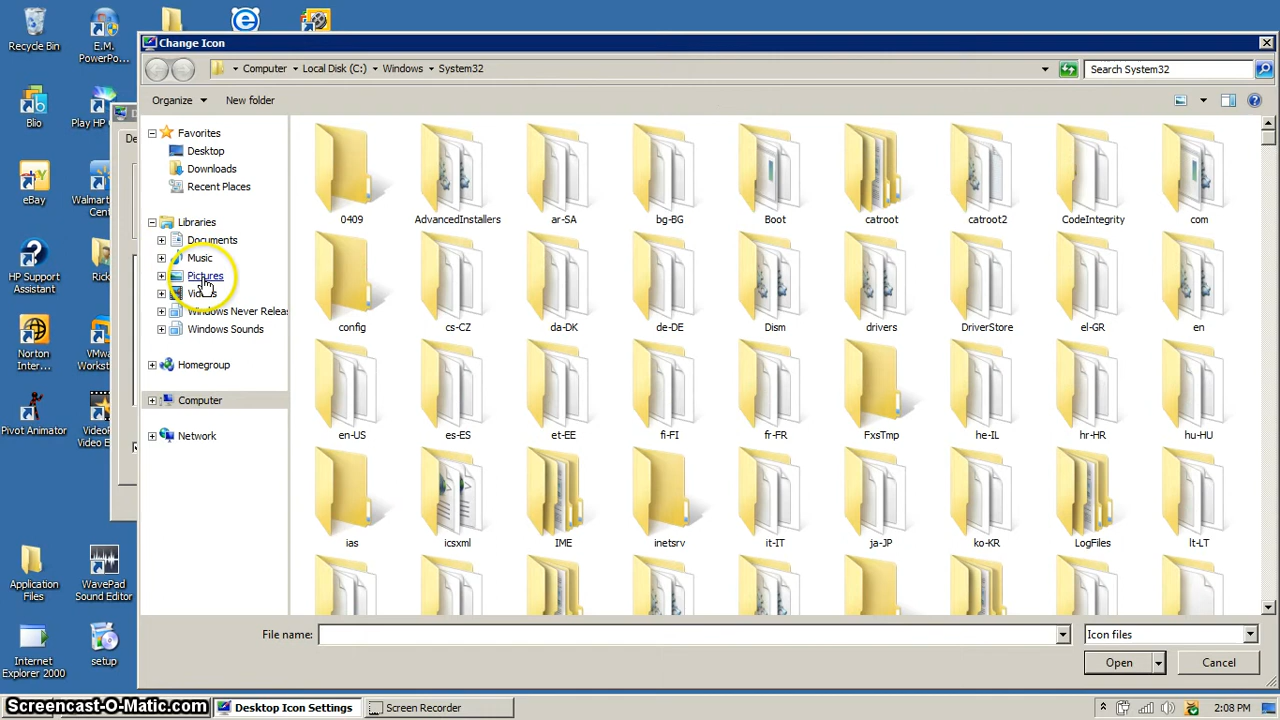 Recycle Bin
E.M.
PowerPo...
Blio
Play HP
eBay
Walmart
Cent
HP Support
Assistant
Rick
Norton
Inter...
VMw
Workst
Pivot Animator
VideoP
Video E
Application
Files
WavePad
Sound Editor
Internet
Explorer 2000
setup
De
Change Icon
Computer
Local Disk (C:)
Windows
System32
Search System32
Organize
New folder
Favorites
Desktop
Downloads
Recent Places
Libraries
Documents
Music
Pictures
Videos
Windows Never Releas
Windows Sounds
Homegroup
Computer
Network
0409
AdvancedInstallers
ar-SA
bg-BG
Boot
catroot
catroot2
CodeIntegrity
com
config
cs-CZ
da-DK
de-DE
Dism
drivers
DriverStore
el-GR
en
en-US
es-ES
et-EE
fi-FI
fr-FR
FxsTmp
he-IL
hr-HR
hu-HU
ias
icsxml
IME
inetsrv
it-IT
ja-JP
ko-KR
LogFiles
lt-LT
File name:
Icon files
Open
Cancel
Screencast-O-Matic.com
Desktop Icon Settings
Screen Recorder
2:08 PM